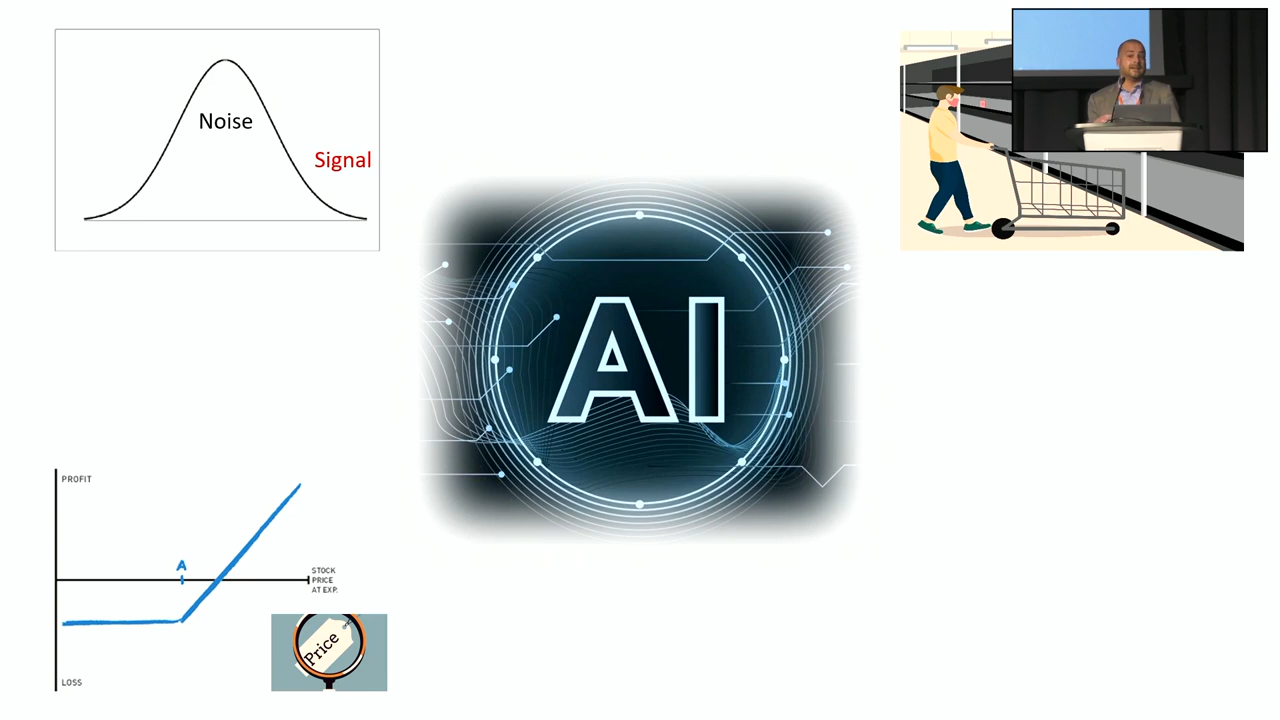 Noise
Signal
AI
PROFIT
A
STOCK
PRICE
AT EXP.
Price
LOSS